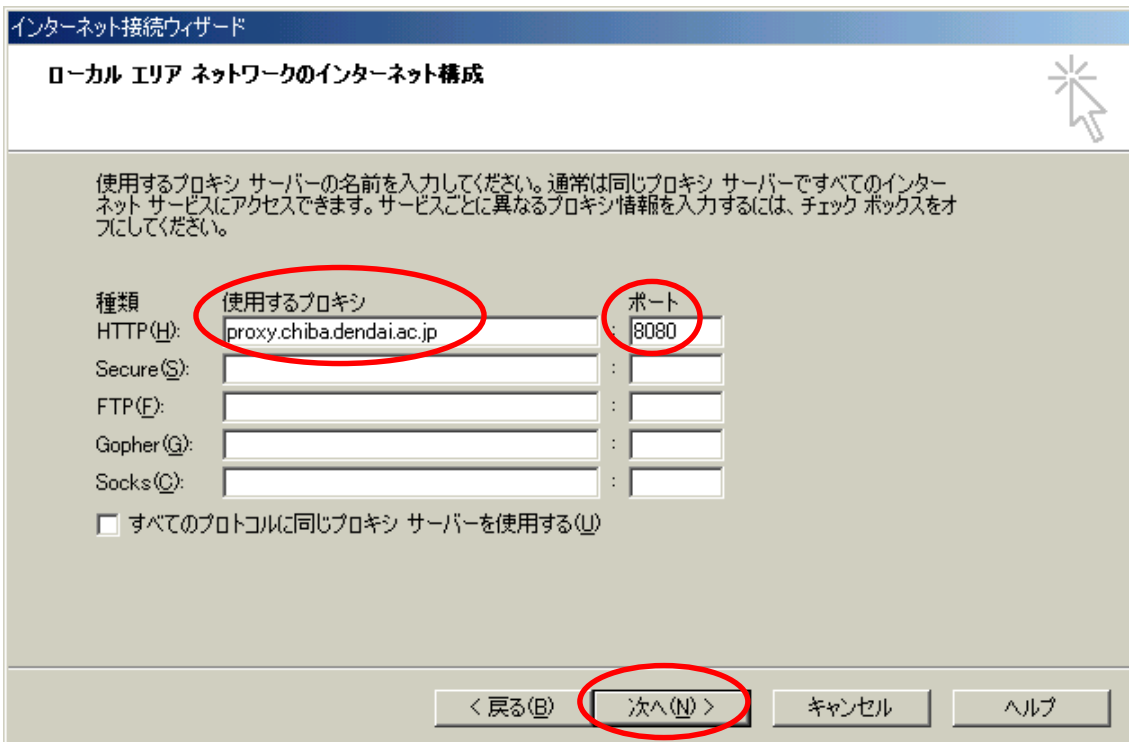 インターネット接続ウィザード
ローカル エリア ネットワークのインターネット構成
使用するプロキシ サーバーの名前を入力してください。通常は同じプロキシ サーバーですべてのインター
ネット サービスにアクセスできます。サービスごとに異なるプロキシ情報を入力するには、チェック ボックスをオ
フにしてください。
種類 使用するプロキシ ポート
HTTP(H): proxy.chiba.dendai.ac.jp : 8080
Secure(S): :
FTP(F): :
Gopher(G): :
Socks(C): :
すべてのプロトコルに同じプロキシ サーバーを使用する(U)
< 戻る(B) 次へ(N) > キャンセル ヘルプ